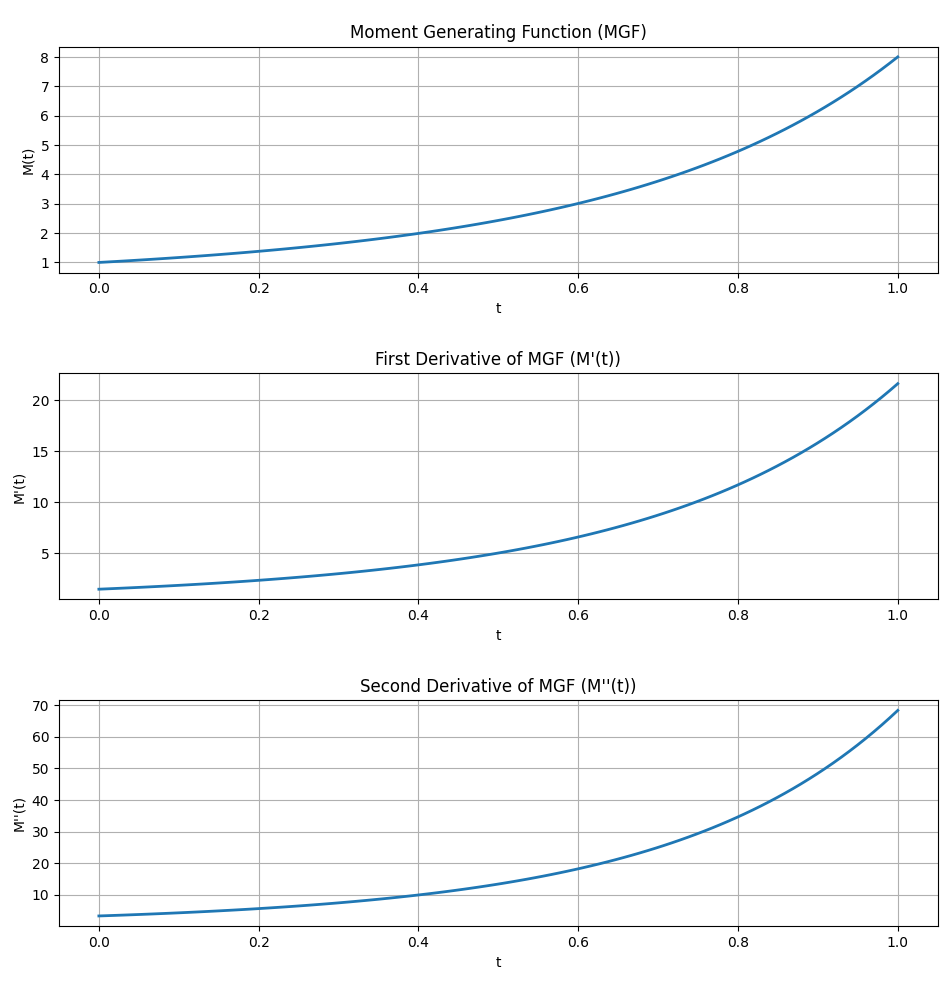 Moment Generating Function (MGF)
8
7
6
5
4
3
2
1
M(t)
0.0 0.2 0.4 0.6 0.8 1.0
t
First Derivative of MGF (M'(t))
20
15
10
5
M'(t)
0.0 0.2 0.4 0.6 0.8 1.0
t
Second Derivative of MGF (M''(t))
70
60
50
40
30
20
10
M''(t)
0.0 0.2 0.4 0.6 0.8 1.0
t